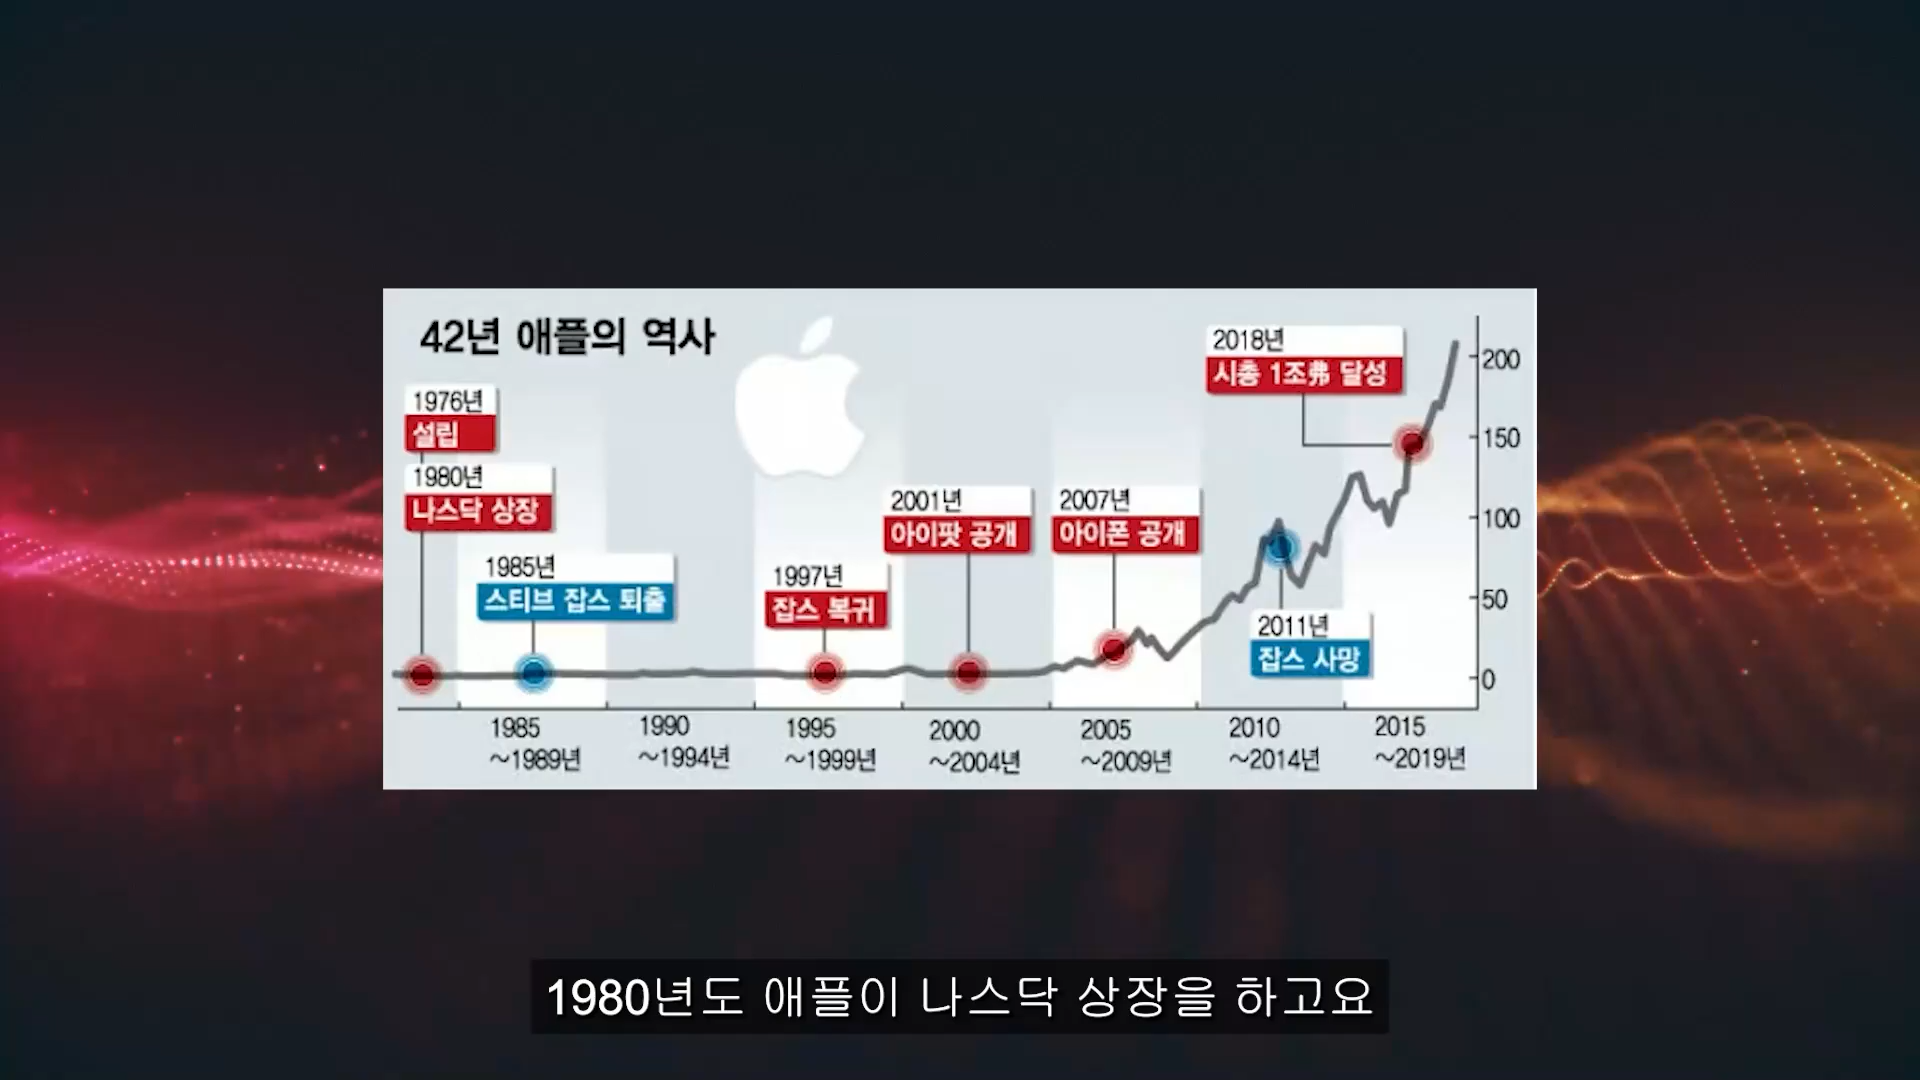 42년 애플의 역사
1976년
설립
1980년
나스닥 상장
1985년
스티브 잡스 퇴출
1997년
잡스 복귀
2001년
아이팟 공개
2007년
아이폰 공개
2018년
시총 1조弗 달성
2011년
잡스 사망
200
150
100
50
0
1985
~1989년
1990
~1994년
1995
~1999년
2000
~2004년
2005
~2009년
2010
~2014년
2015
~2019년
1980년도 애플이 나스닥 상장을 하고요